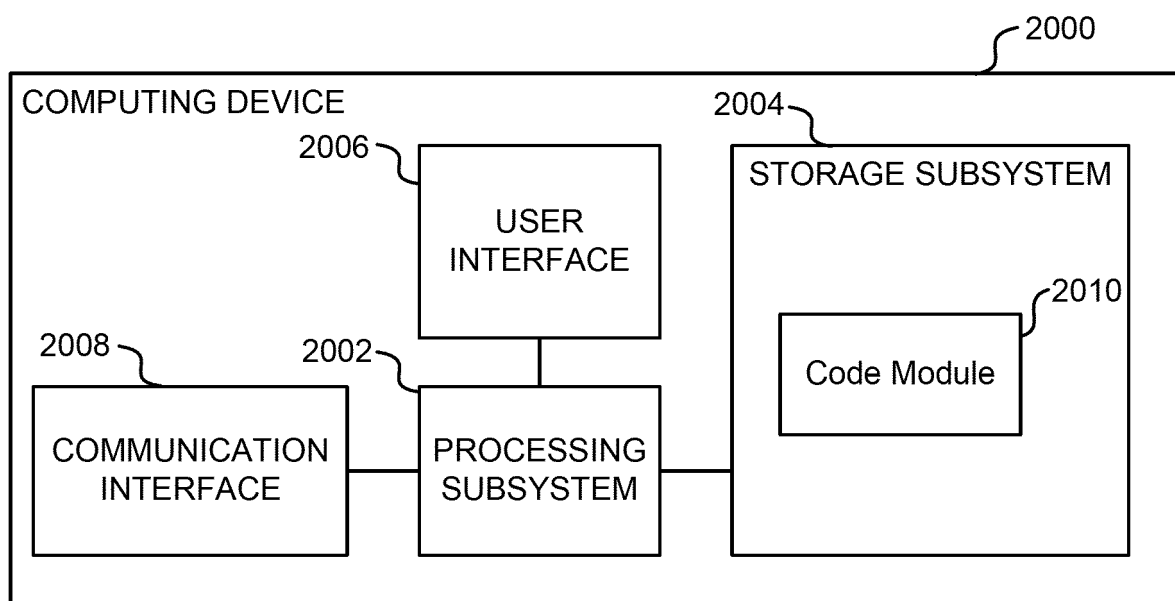 2000
COMPUTING DEVICE
2004
2006
STORAGE SUBSYSTEM
USER
INTERFACE
2010
Code Module
2008
2002
COMMUNICATION
INTERFACE
PROCESSING
SUBSYSTEM